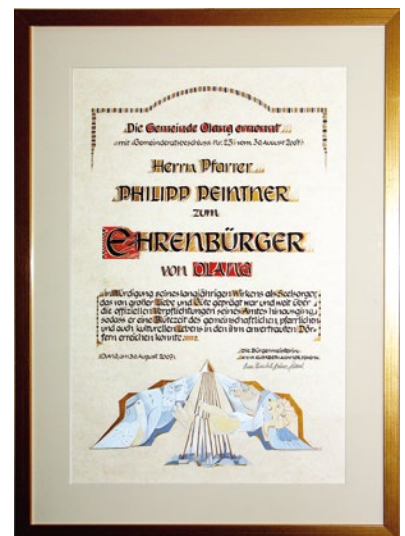 Die Gemeinde Olang ernennt
mit Gemeinderatsbeschluss Nr. 23 vom 30. August 2009
Herrn Pfarrer
PHILIPP PEINTNER
zum
EHRENBÜRGER
von OLANG
in Würdigung seines langjährigen Wirkens als Seelsorger,
das von großer Liebe und Güte geprägt war und weit über
die offiziellen Verpflichtungen seines Amtes hinausging,
sodass er eine Blütezeit des gemeinschaftlichen, pfarrlichen
und auch kulturellen Lebens in den ihm anvertrauten Dör-
fern erreichen konnte.
Olang, am 30. August 2009
Die Bürgermeisterin